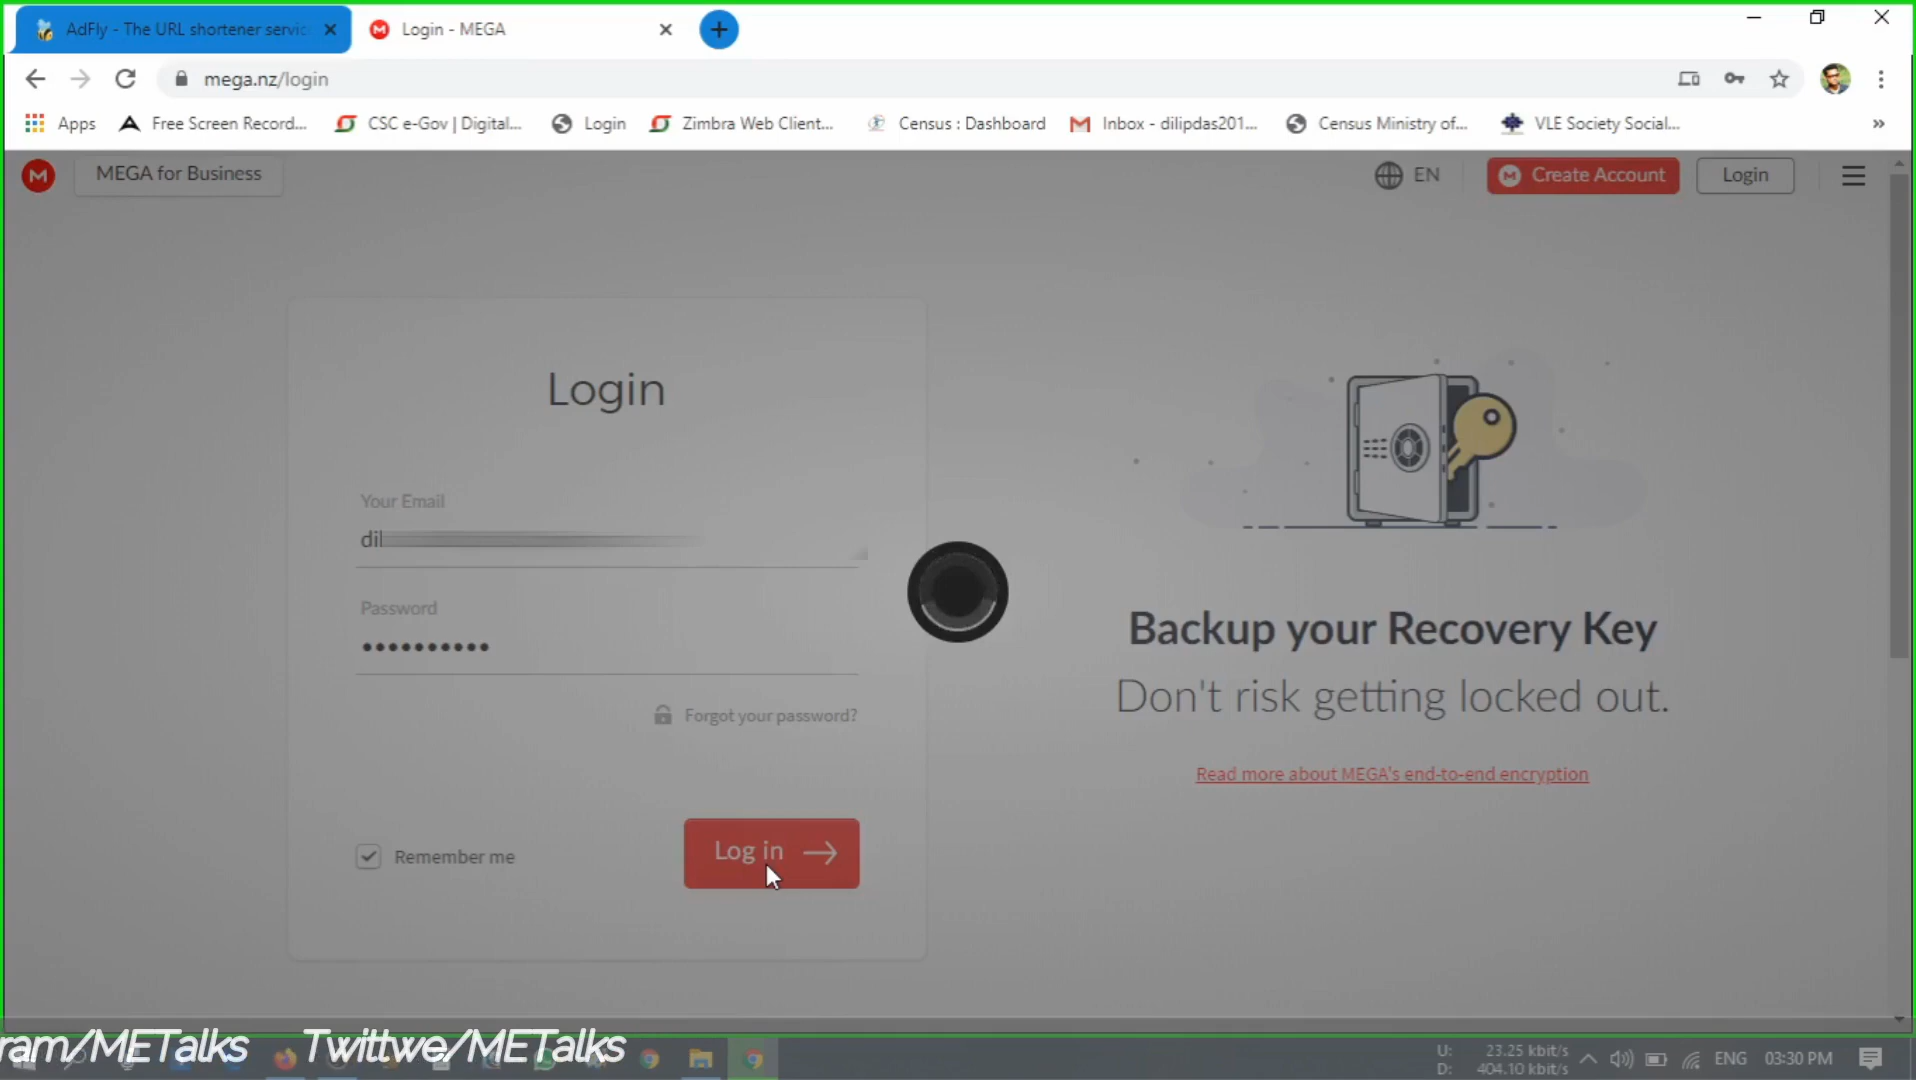 AdFly - The URL shortener servic
Login - MEGA
mega.nz/login
Apps
Free Screen Record...
CSC e-Gov | Digital...
Login
Zimbra Web Client...
Census : Dashboard
Inbox - dilipdas201...
Census Ministry of...
VLE Society Social...
»
MEGA for Business
EN
Create Account
Login
Login
Your Email
dil
Password
Forgot your password?
Remember me
Log in
Backup your Recovery Key
Don't risk getting locked out.
Read more about MEGA's end-to-end encryption
ram/METalks Twittwe/METalks
U: 23.25 kbit/s
D: 404.10 kbit/s
ENG 03:30 PM